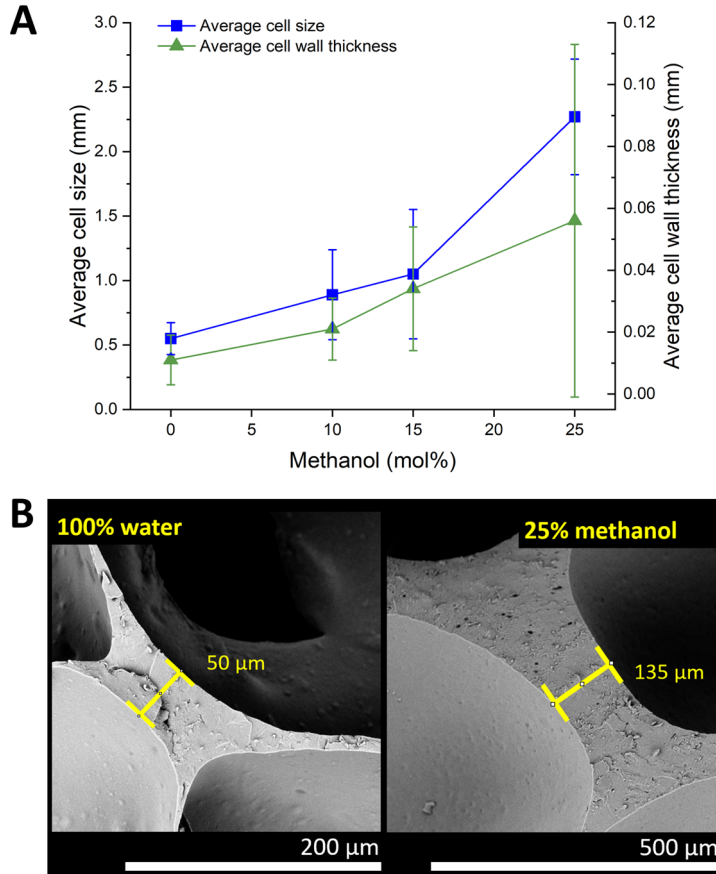 A
Average cell size
Average cell wall thickness
3.0
2.5
2.0
1.5
1.0
0.5
0.0
Average cell size (mm)
0.12
0.10
0.08
0.06
0.04
0.02
0.00
Average cell wall thickness (mm)
0 5 10 15 20 25
Methanol (mol%)
B
100% water
50 µm
200 µm
25% methanol
135 µm
500 µm